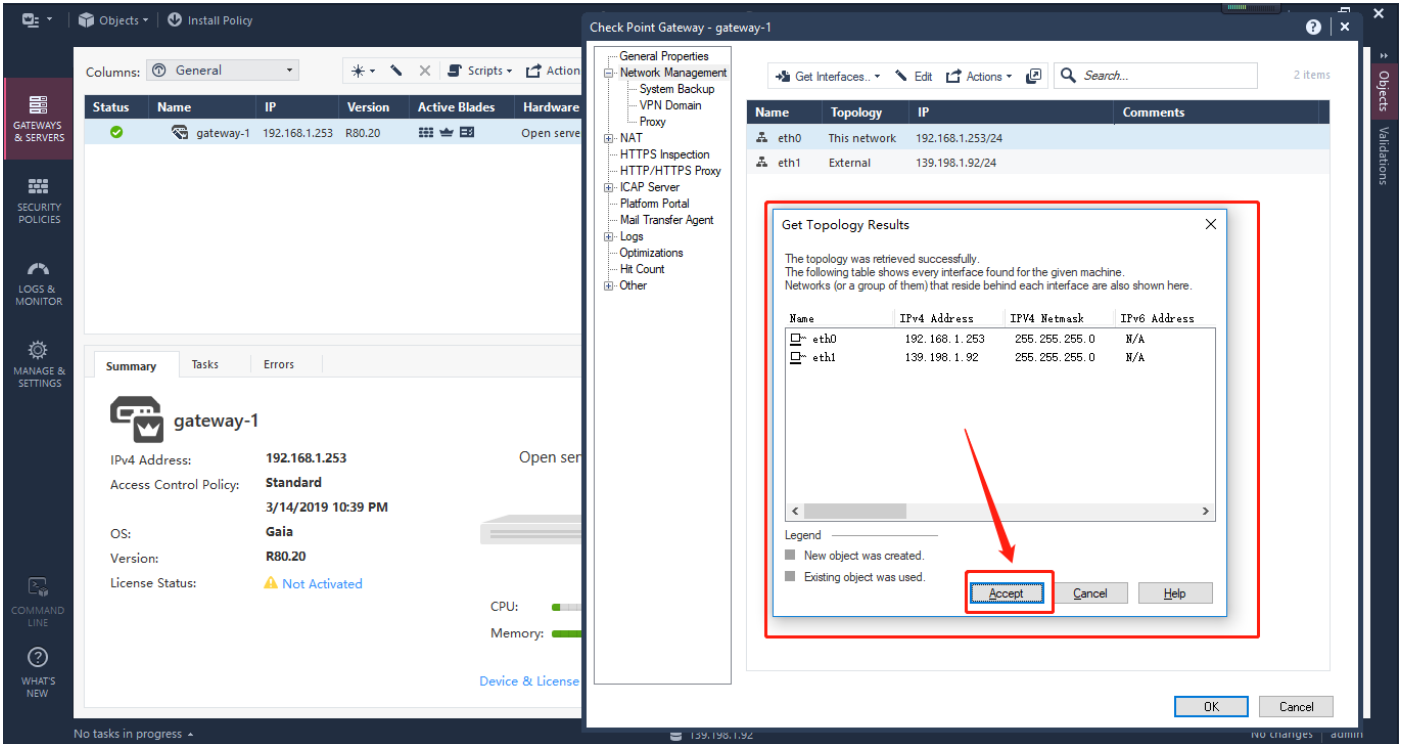 Objects
Install Policy
Check Point Gateway - gateway-1
Columns:
General
Scripts
Action
GATEWAYS
& SERVERS
SECURITY
POLICIES
LOGS &
MONITOR
MANAGE &
SETTINGS
COMMAND
LINE
WHAT'S
NEW
Status Name IP Version Active Blades Hardware
gateway-1 192.168.1.253 R80.20 Open serve
Summary Tasks Errors
gateway-1
IPv4 Address: 192.168.1.253
Open ser
Access Control Policy: Standard
3/14/2019 10:39 PM
OS: Gaia
Version: R80.20
License Status: Not Activated
CPU:
Memory:
Device & License
General Properties
Network Management
System Backup
VPN Domain
Proxy
NAT
HTTPS Inspection
HTTP/HTTPS Proxy
ICAP Server
Platform Portal
Mail Transfer Agent
Logs
Optimizations
Hit Count
Other
Get Interfaces... Edit Actions Search... 2 items
Name Topology IP Comments
eth0 This network 192.168.1.253/24
eth1 External 139.198.1.92/24
Get Topology Results
The topology was retrieved successfully.
The following table shows every interface found for the given machine.
Networks (or a group of them) that reside behind each interface are also shown here.
Name IPv4 Address IPV4 Netmask IPv6 Address
eth0 192.168.1.253 255.255.255.0 N/A
eth1 139.198.1.92 255.255.255.0 N/A
Legend
New object was created.
Existing object was used.
Accept Cancel Help
OK Cancel
Objects
Validations
No tasks in progress
139.198.1.92
No changes
admin